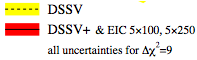 DSSV
DSSV+ & EIC 5×100, 5×250
all uncertainties for Δχ²=9